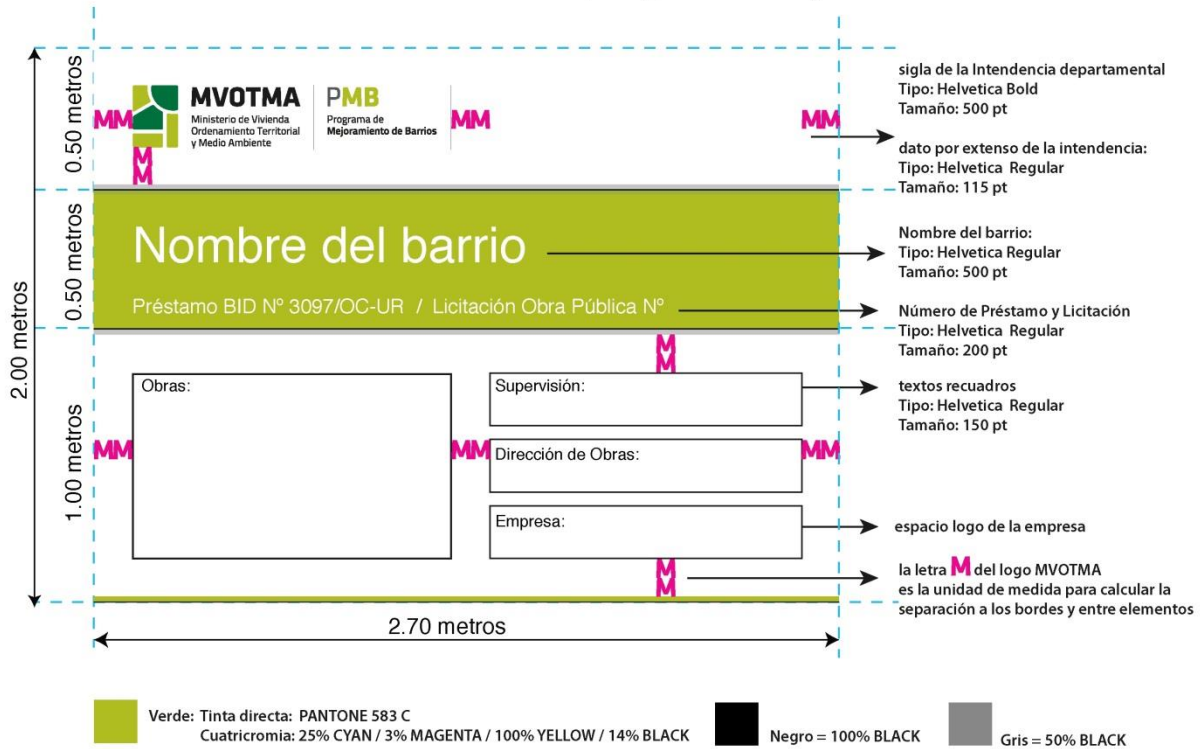 MVOTMA
Ministerio de Vivienda
Ordenamiento Territorial
y Medio Ambiente
PMB
Programa de
Mejoramiento de Barrios
MM
MM
MM
M
M
0.50 metros
sigla de la Intendencia departamental
Tipo: Helvetica Bold
Tamaño: 500 pt
dato por extenso de la intendencia:
Tipo: Helvetica Regular
Tamaño: 115 pt
Nombre del barrio
Préstamo BID Nº 3097/OC-UR / Licitación Obra Pública Nº
0.50 metros
Nombre del barrio:
Tipo: Helvetica Regular
Tamaño: 500 pt
Número de Préstamo y Licitación
Tipo: Helvetica Regular
Tamaño: 200 pt
2.00 metros
1.00 metros
M
M
Obras:
Supervisión:
Dirección de Obras:
Empresa:
MM
MM
MM
M
M
textos recuadros
Tipo: Helvetica Regular
Tamaño: 150 pt
espacio logo de la empresa
la letra M del logo MVOTMA
es la unidad de medida para calcular la
separación a los bordes y entre elementos
2.70 metros
Verde: Tinta directa: PANTONE 583 C
Cuatricromia: 25% CYAN / 3% MAGENTA / 100% YELLOW / 14% BLACK
Negro = 100% BLACK
Gris = 50% BLACK